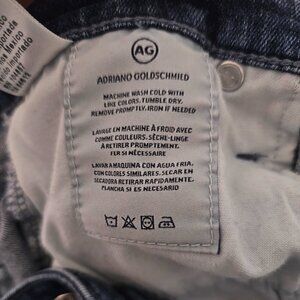 AG
ADRIANO GOLDSCHMIED
MACHINE WASH COLD WITH
LIKE COLORS. TUMBLE DRY.
REMOVE PROMPTLY. IRON IF NEEDED
LAVAGE EN MACHINE À FROID AVEC
COMME COULEURS. SÈCHE-LINGE
À RETIRER PROMPTEMENT.
FER SI NÉCESSAIRE
LAVAR A MAQUINA CON AGUA FRIA.
CON COLORES SIMILARES. SECAR EN
SECADORA RETIRAR RAPIDAMENTE.
PLANCHA SI ES NECESARIO